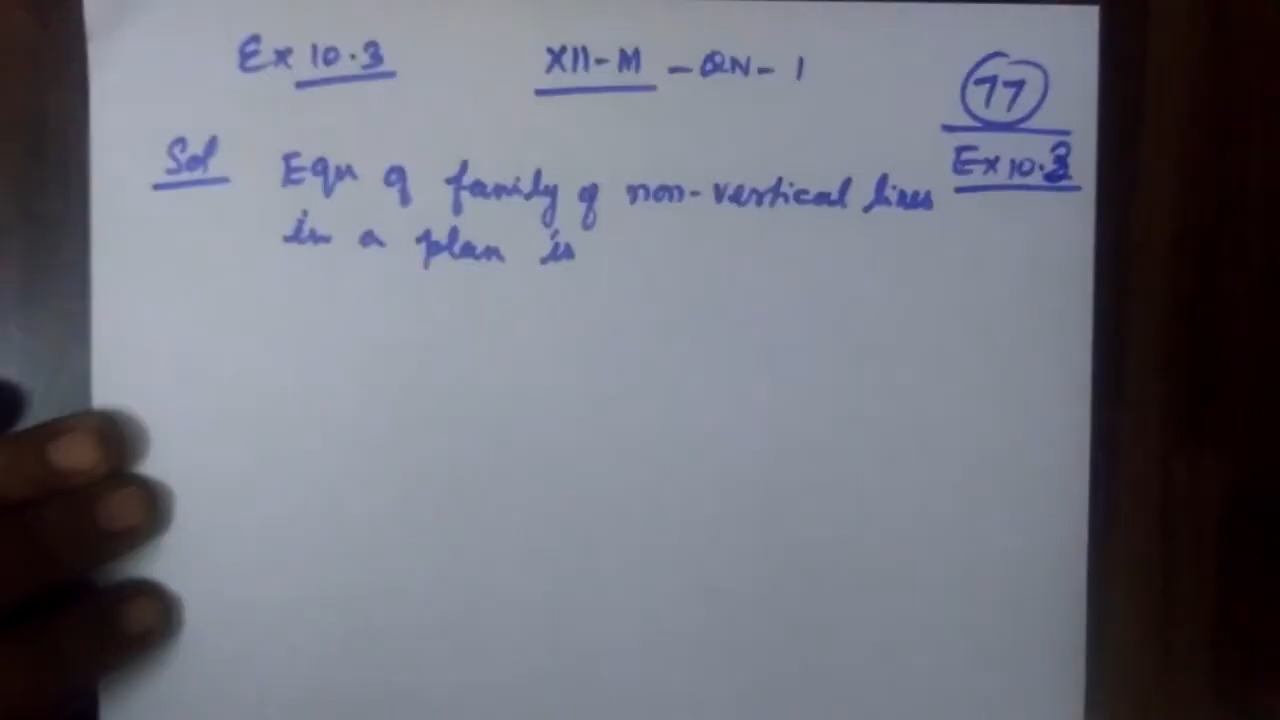 Ex 10.3 XII-M - QN - 1
77
Ex 10.3
Sol Equ of family of non-vertical lines
in a plan is